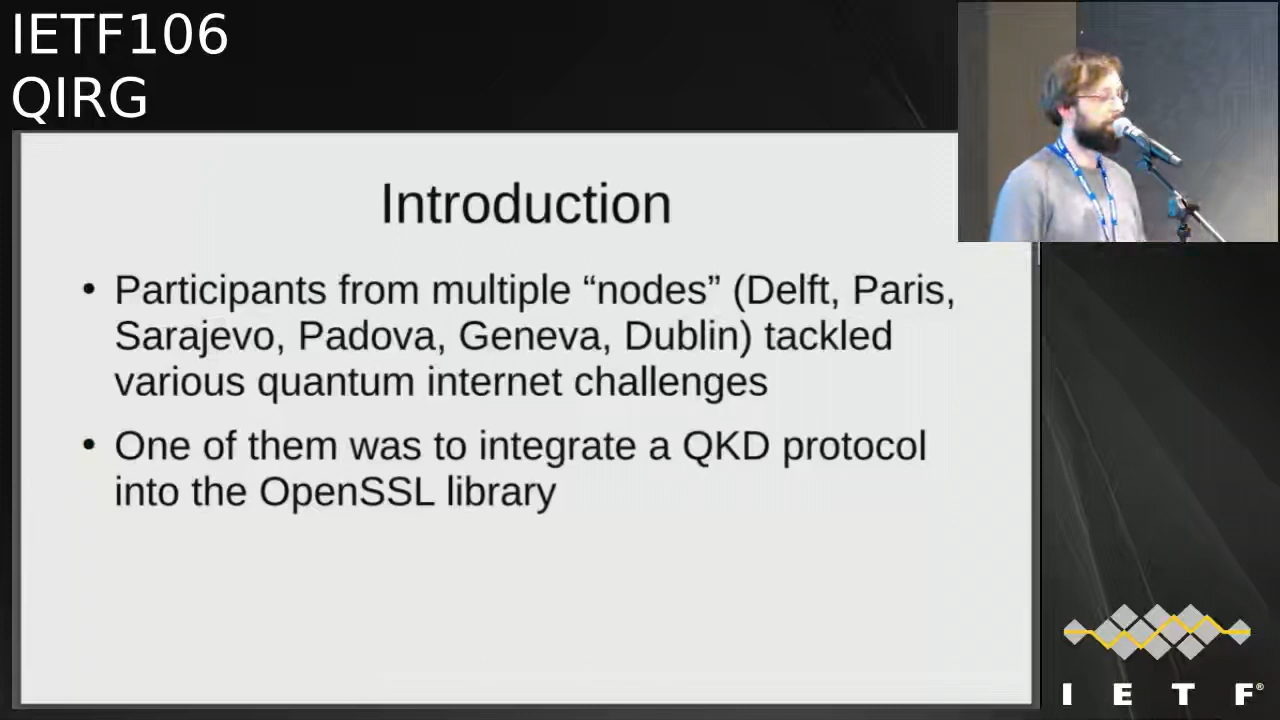 IETF106
QIRG
Introduction
• Participants from multiple “nodes” (Delft, Paris,
Sarajevo, Padova, Geneva, Dublin) tackled
various quantum internet challenges
• One of them was to integrate a QKD protocol
into the OpenSSL library
I E T F®